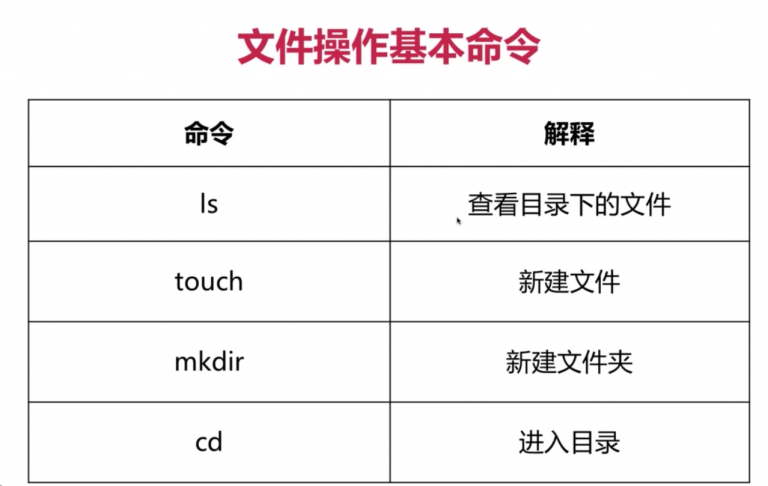 文件操作基本命令
命令 解释
ls 查看目录下的文件
touch 新建文件
mkdir 新建文件夹
cd 进入目录